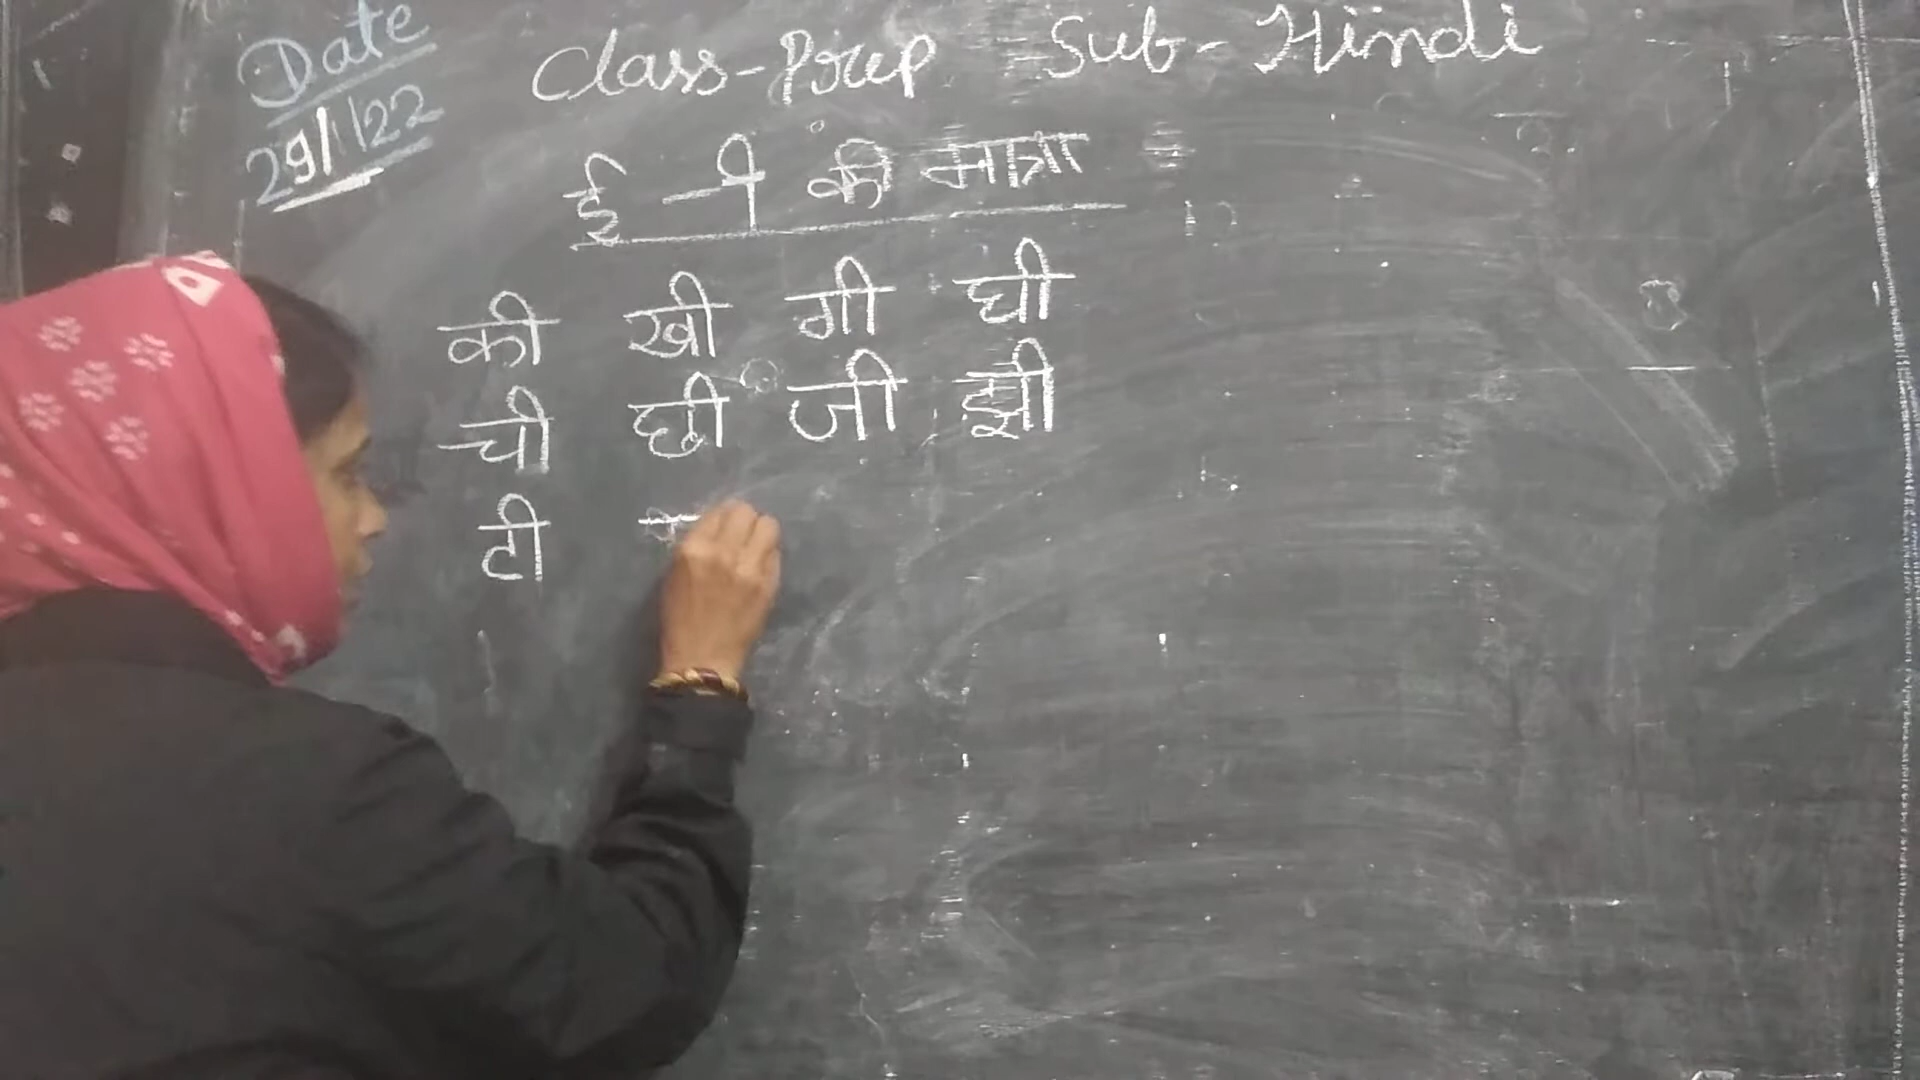 Date
29/1/22
Class-Prep Sub-Hindi
ई - ी की मात्रा
की खी गी घी
ची छी जी झी
टी